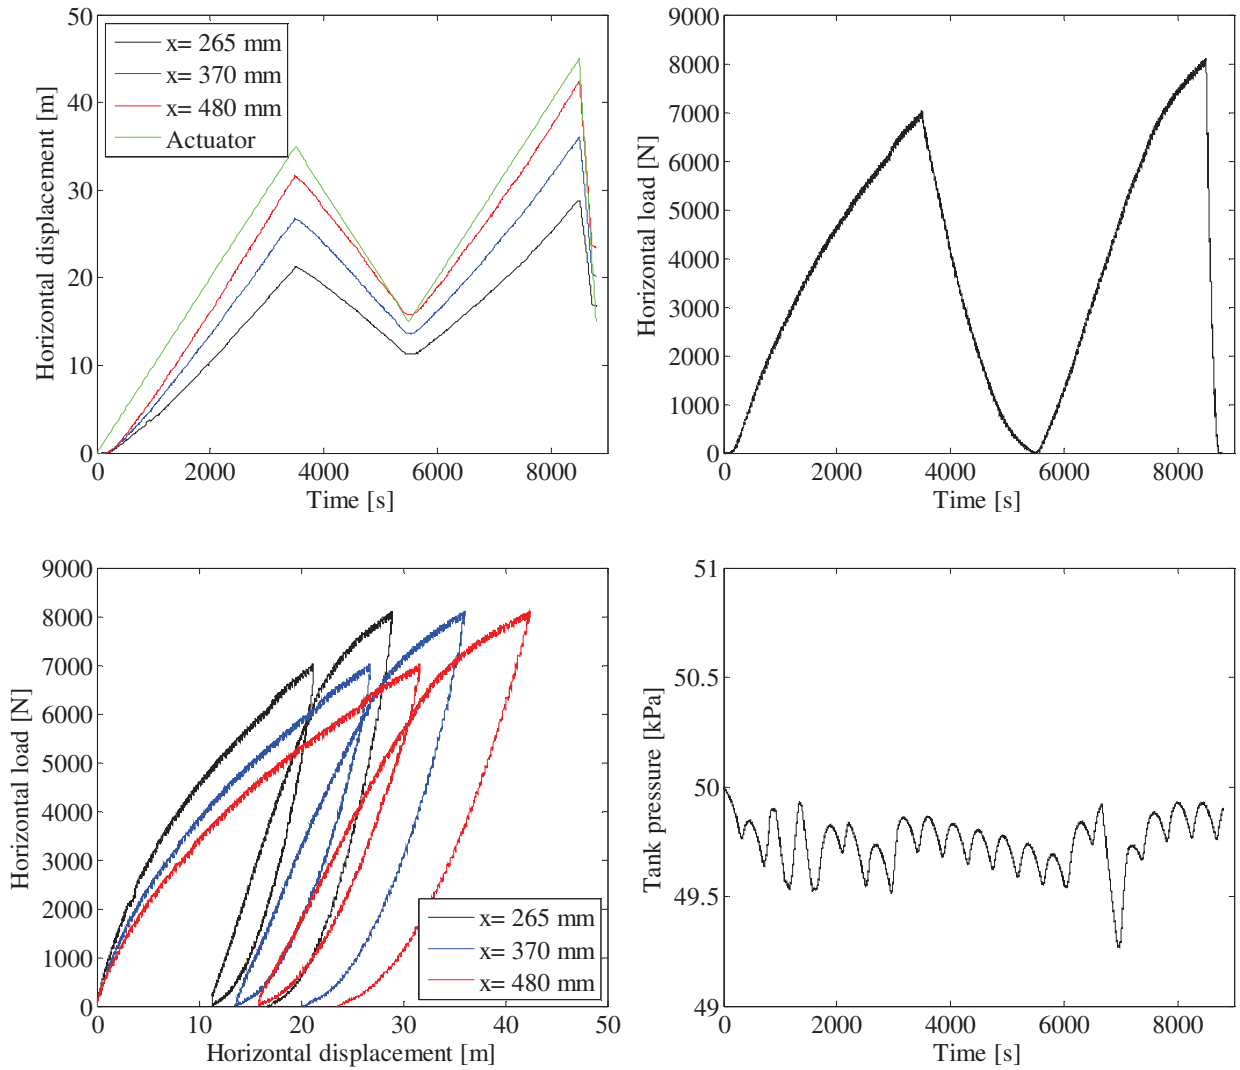 50
40
30
20
10
0
Horizontal displacement [m]
x= 265 mm
x= 370 mm
x= 480 mm
Actuator
0 2000 4000 6000 8000
Time [s]
9000
8000
7000
6000
5000
4000
3000
2000
1000
0
Horizontal load [N]
0 2000 4000 6000 8000
Time [s]
9000
8000
7000
6000
5000
4000
3000
2000
1000
0
Horizontal load [N]
x= 265 mm
x= 370 mm
x= 480 mm
0 10 20 30 40 50
Horizontal displacement [m]
51
50.5
50
49.5
49
Tank pressure [kPa]
0 2000 4000 6000 8000
Time [s]